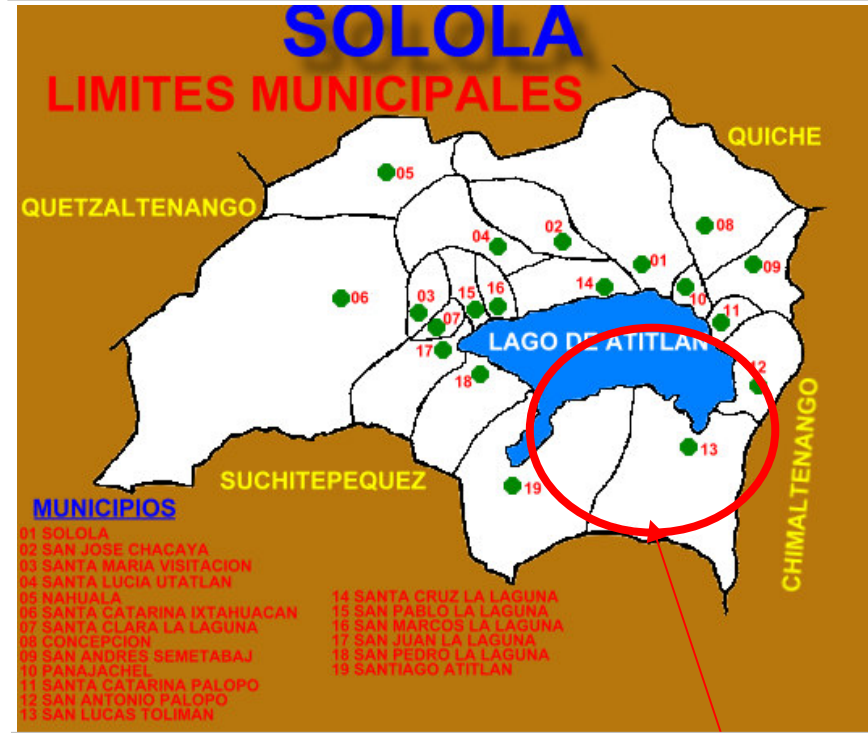 SOLOLA
LIMITES MUNICIPALES
QUICHE
05
QUETZALTENANGO
08
02
04
01
09
14
10
06
03
15
16
11
07
LAGO DE ATITLAN
17
12
18
13
CHIMALTENANGO
SUCHITEPEQUEZ
19
MUNICIPIOS
01 SOLOLA
02 SAN JOSE CHACAYA
03 SANTA MARIA VISITACION
04 SANTA LUCIA UTATLAN
05 NAHUALA
06 SANTA CATARINA IXTAHUACAN
07 SANTA CLARA LA LAGUNA
08 CONCEPCION
09 SAN ANDRES SEMETABAJ
10 PANAJACHEL
11 SANTA CATARINA PALOPO
12 SAN ANTONIO PALOPO
13 SAN LUCAS TOLIMAN
14 SANTA CRUZ LA LAGUNA
15 SAN PABLO LA LAGUNA
16 SAN MARCOS LA LAGUNA
17 SAN JUAN LA LAGUNA
18 SAN PEDRO LA LAGUNA
19 SANTIAGO ATITLAN